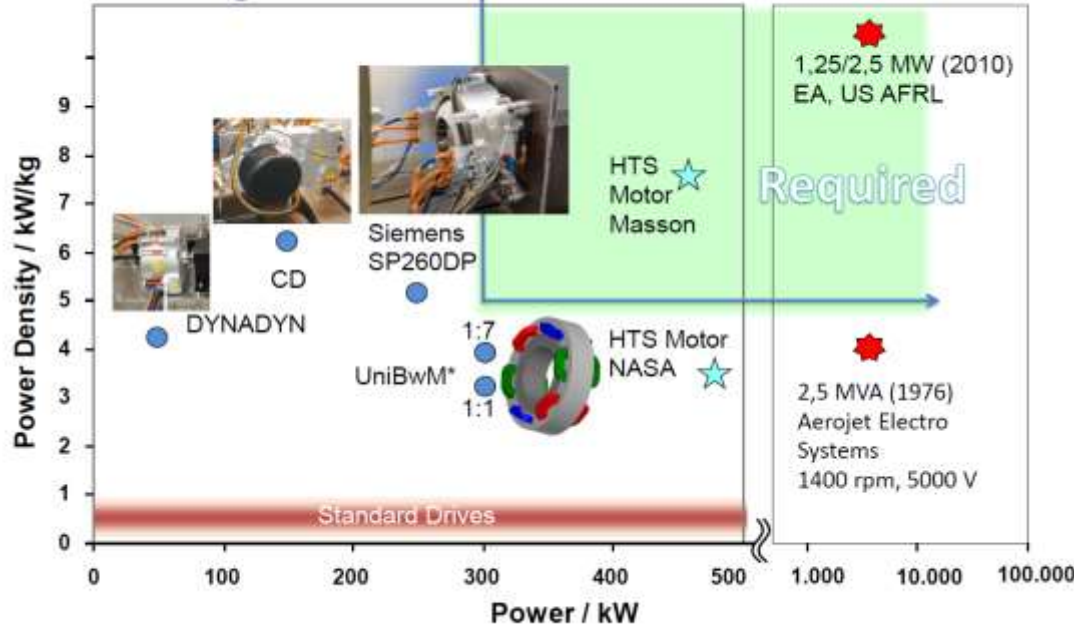 1,25/2,5 MW (2010)
EA, US AFRL
HTS
Motor
Masson
Required
Siemens
SP260DP
CD
DYNADYN
1:7
UniBwM*
1:1
HTS Motor
NASA
2,5 MVA (1976)
Aerojet Electro
Systems
1400 rpm, 5000 V
Standard Drives
Power Density / kW/kg
9
8
7
6
5
4
3
2
1
0
0 100 200 300 400 500 1.000 10.000 100.000
Power / kW